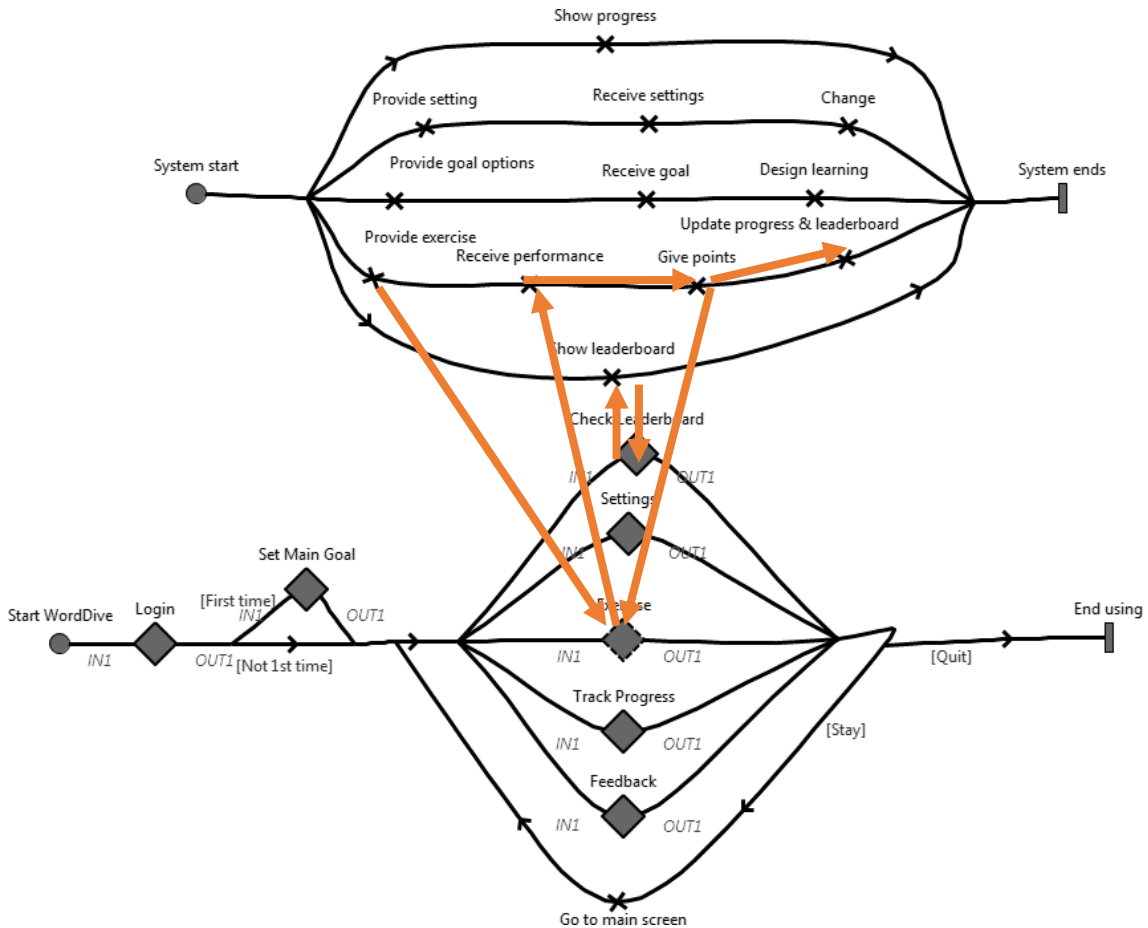 Show progress
Provide setting
Receive settings
Change
System start
Provide goal options
Receive goal
Design learning
System ends
Provide exercise
Receive performance
Give points
Update progress & leaderboard
Show leaderboard
Check Leaderboard
IN1
OUT1
Settings
IN1
OUT1
Set Main Goal
[First time]
IN1
OUT1
Start WordDive
Login
IN1
OUT1
[Not 1st time]
Exercise
IN1
OUT1
End using
[Quit]
Track Progress
IN1
OUT1
[Stay]
Feedback
IN1
OUT1
Go to main screen